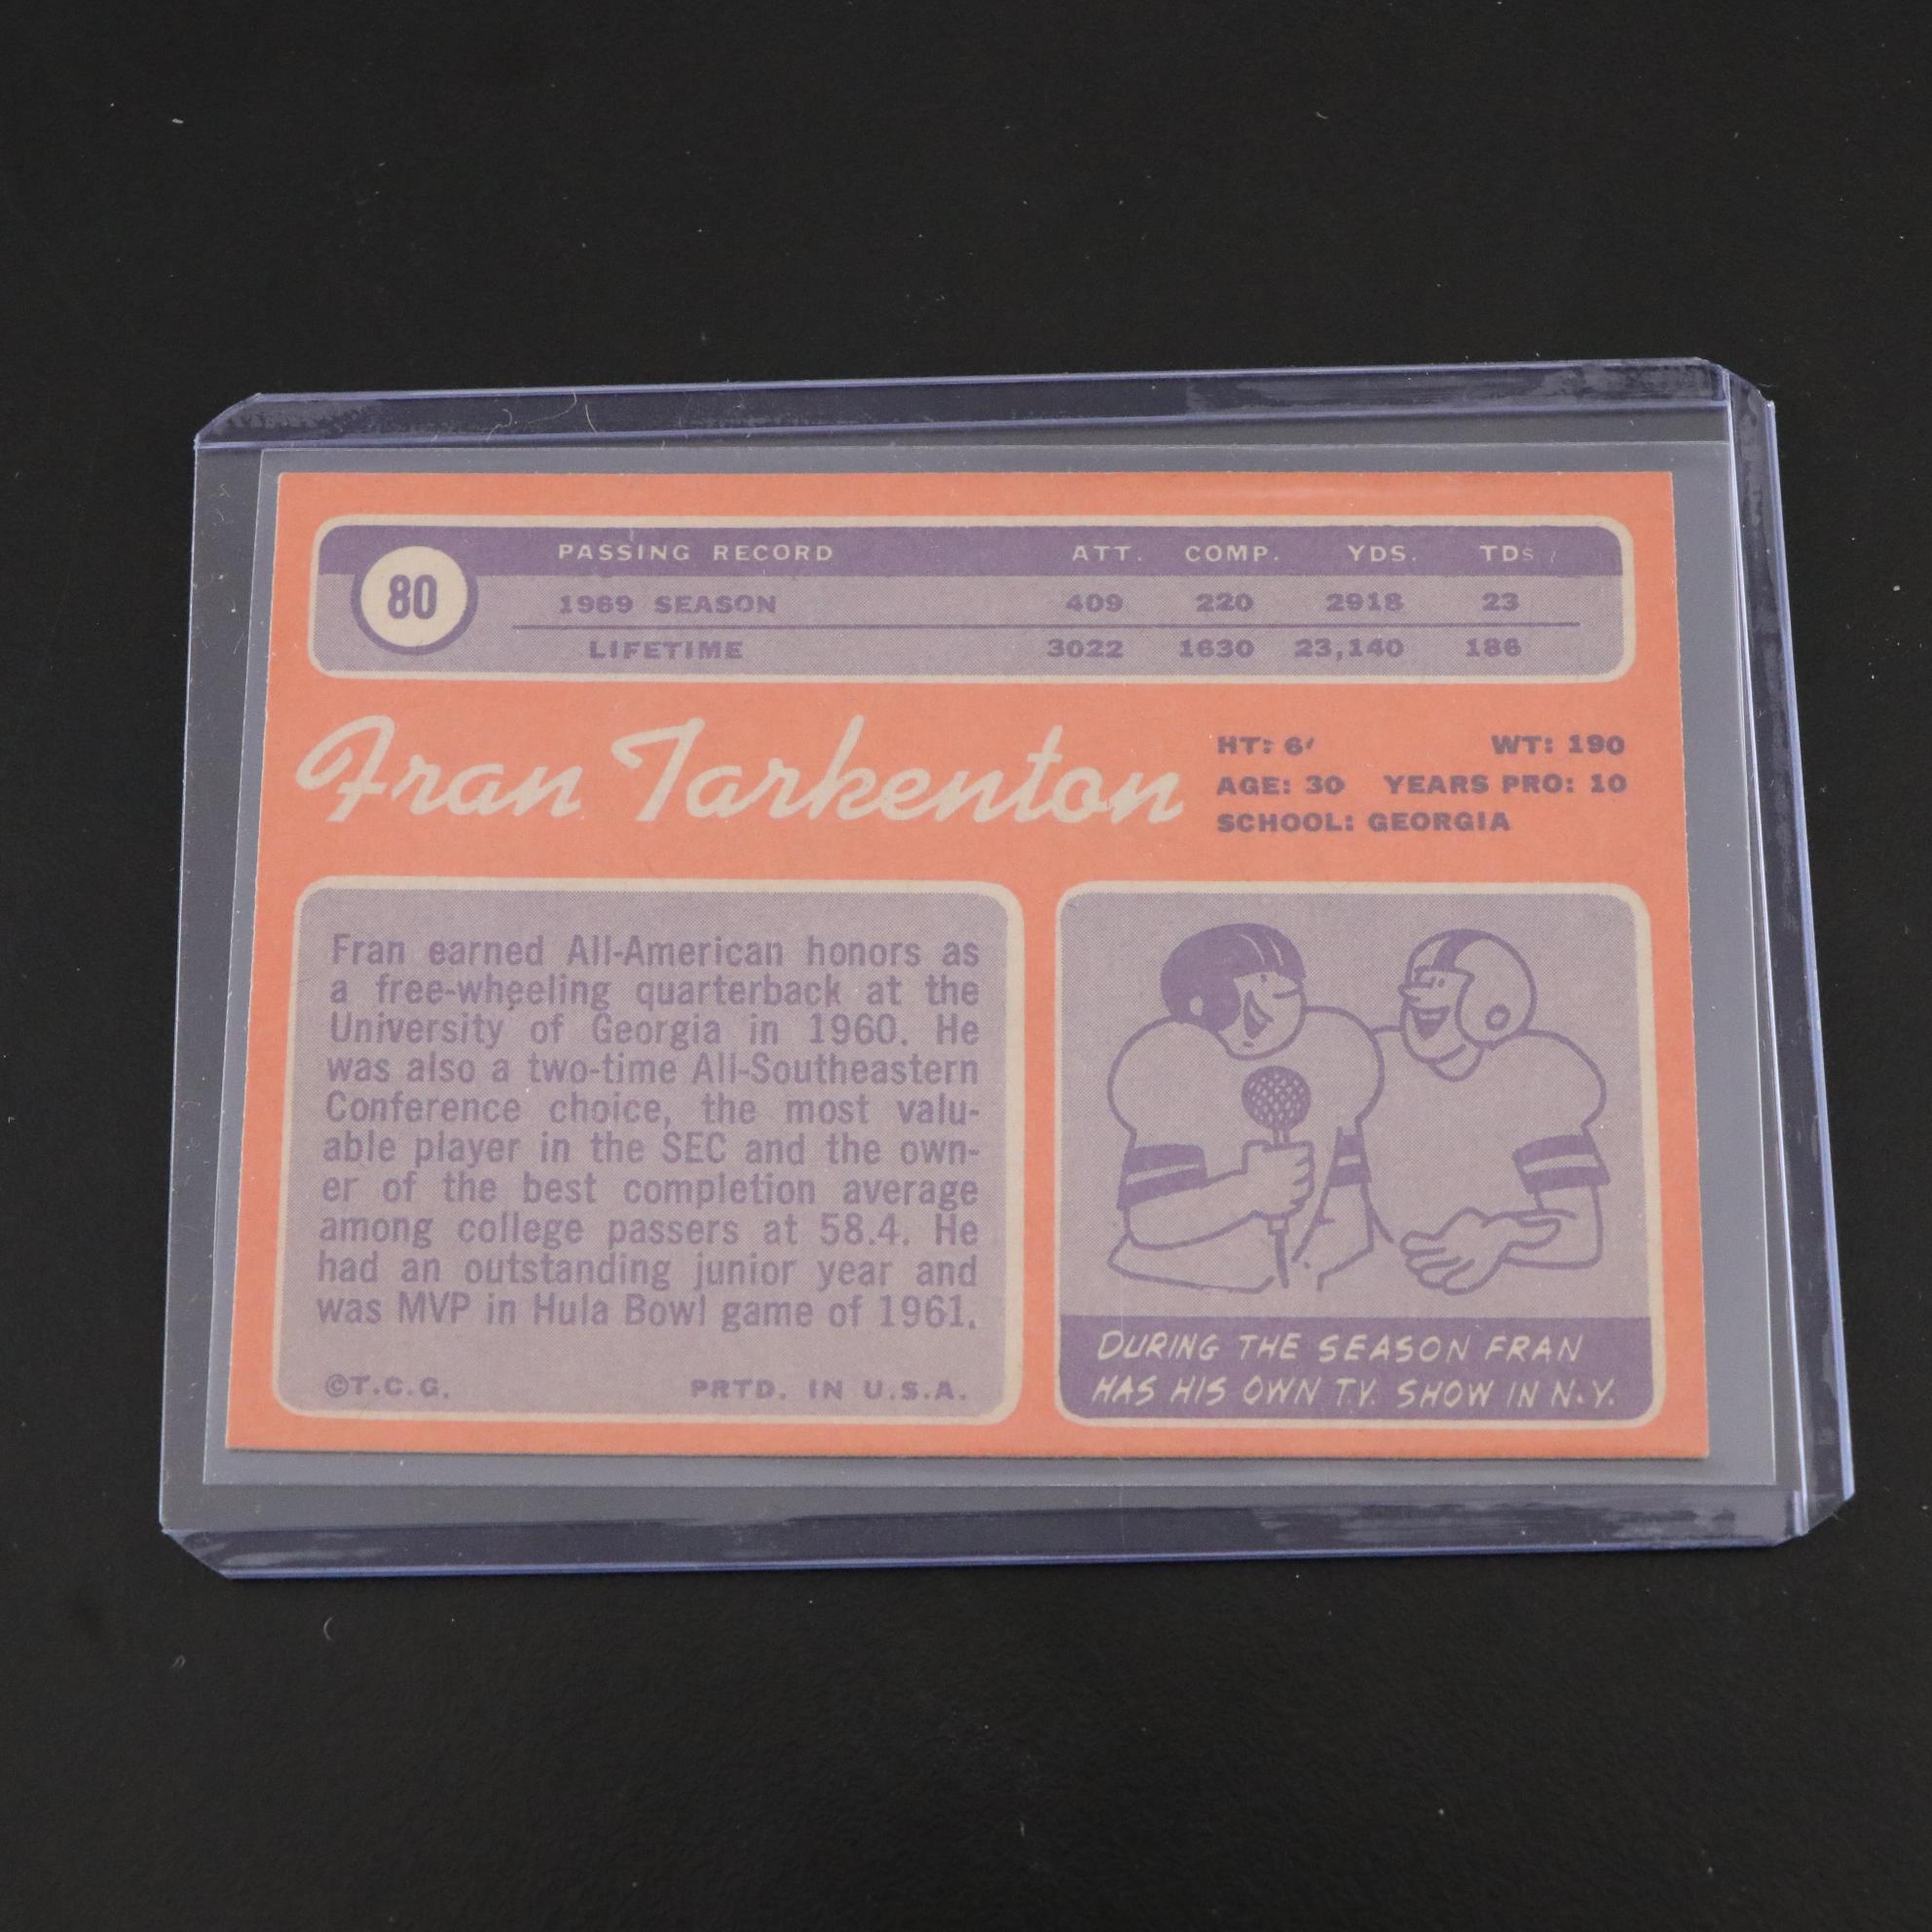 80
PASSING RECORD ATT. COMP. YDS. TDs
1969 SEASON 409 220 2918 23
LIFETIME 3022 1630 23,140 186
Fran Tarkenton
HT: 6' WT: 190
AGE: 30 YEARS PRO: 10
SCHOOL: GEORGIA
Fran earned All-American honors as
a free-wheeling quarterback at the
University of Georgia in 1960. He
was also a two-time All-Southeastern
Conference choice, the most valu-
able player in the SEC and the own-
er of the best completion average
among college passers at 58.4. He
had an outstanding junior year and
was MVP in Hula Bowl game of 1961.
©T.C.G. PRTD. IN U.S.A.
DURING THE SEASON FRAN
HAS HIS OWN T.V. SHOW IN N.Y.